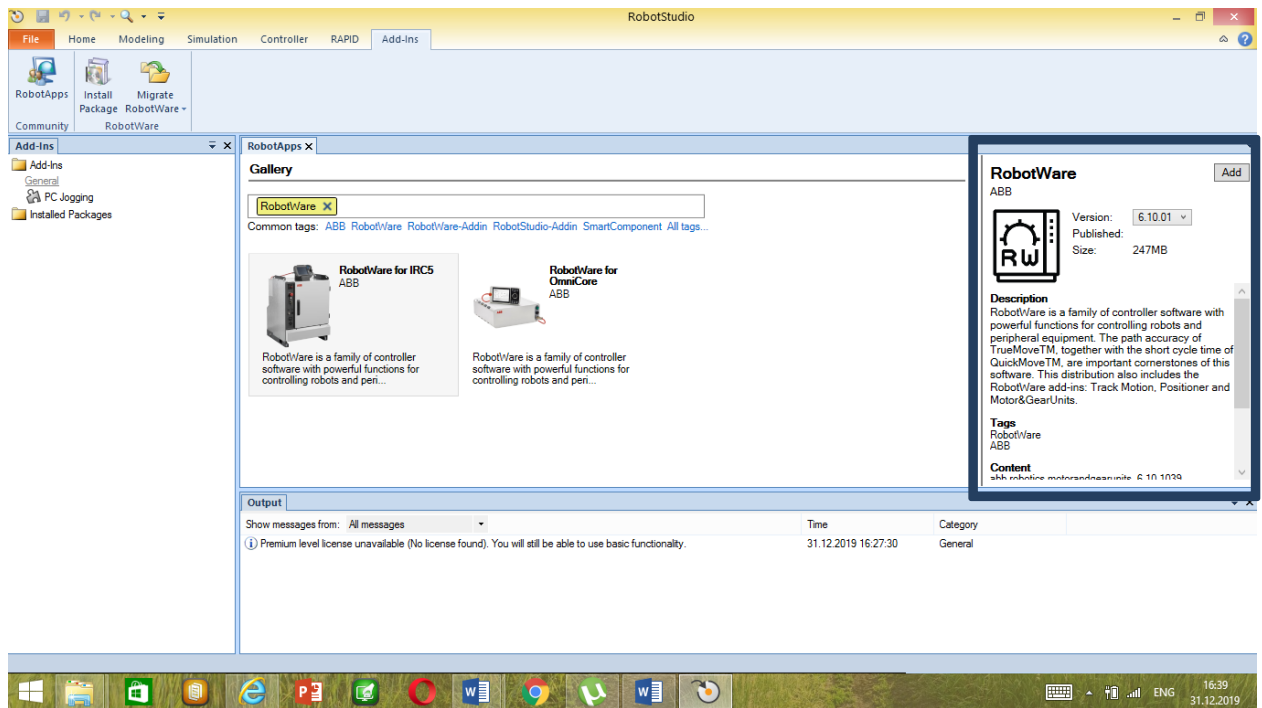 RobotStudio
File Home Modeling Simulation Controller RAPID Add-Ins
RobotApps
Install Package
Migrate RobotWare
Community
RobotWare
Add-Ins
Add-Ins
General
PC Jogging
Installed Packages
RobotApps X
Gallery
RobotWare
Common tags: ABB RobotWare RobotWare-Addin RobotStudio-Addin SmartComponent All tags...
RobotWare for IRC5
ABB
RobotWare is a family of controller
software with powerful functions for
controlling robots and peri...
RobotWare for
OmniCore
ABB
RobotWare is a family of controller
software with powerful functions for
controlling robots and peri...
RobotWare
Add
ABB
RW
Version: 6.10.01
Published:
Size: 247MB
Description
RobotWare is a family of controller software with
powerful functions for controlling robots and
peripheral equipment. The path accuracy of
TrueMoveTM, together with the short cycle time of
QuickMoveTM, are important cornerstones of this
software. This distribution also includes the
RobotWare add-ins: Track Motion, Positioner and
Motor&GearUnits.
Tags
RobotWare
ABB
Content
abb.robotics.motorandgearunits 6.10.1039
Output
Show messages from: All messages Time Category
Premium level license unavailable (No license found). You will still be able to use basic functionality. 31.12.2019 16:27:30 General
ENG
16:39
31.12.2019